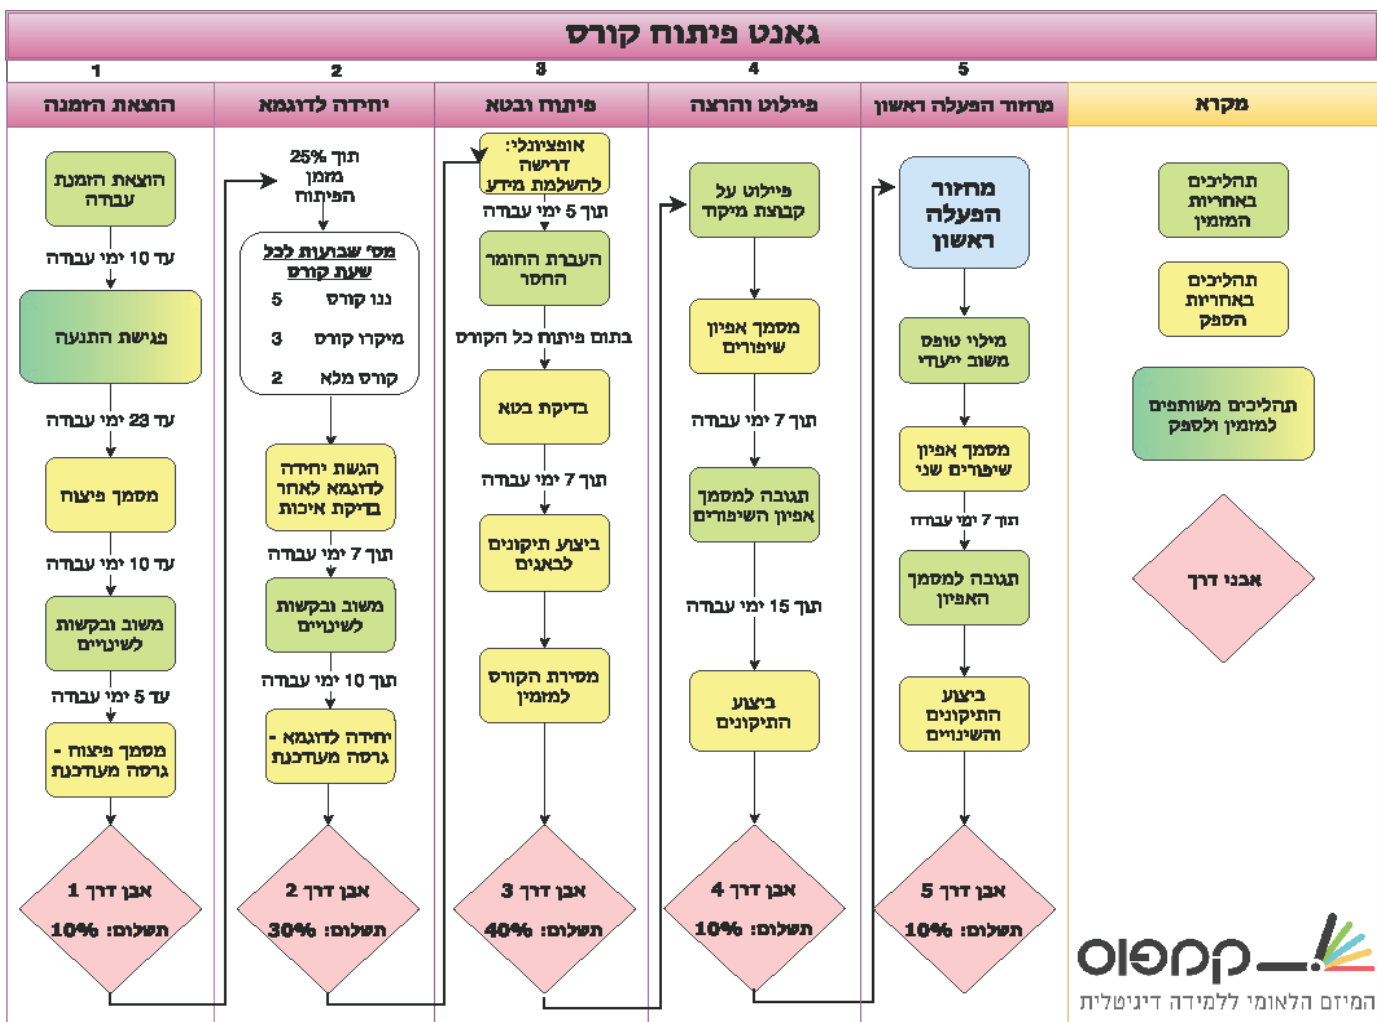 גאנט פיתוח קורס
1
2
3
4
5
הוצאת הזמנה
יחידה לדוגמא
פיתוח ובטא
פיילוט והרצה
מחזור הפעלה ראשון
מקרא
הוצאת הזמנת
עבודה
עד 10 ימי עבודה
פגישת התנעה
עד 23 ימי עבודה
מסמך פיצוח
עד 10 ימי עבודה
משוב ובקשות
לשינויים
עד 5 ימי עבודה
מסמך פיצוח -
גרסה מעודכנת
אבן דרך 1
תשלום: 10%
תוך 25%
מזמן
הפיתוח
מס' שבועות לכל
שעת קורס
ננו קורס 5
מיקרו קורס 3
קורס מלא 2
הגשת יחידה
לדוגמא לאחר
בדיקת איכות
תוך 7 ימי עבודה
משוב ובקשות
לשינויים
תוך 10 ימי עבודה
יחידה לדוגמא -
גרסה מעודכנת
אבן דרך 2
תשלום: 30%
אופציונלי:
דרישה
להשלמת מידע
תוך 5 ימי עבודה
העברת החומר
החסר
בתום פיתוח כל הקורס
בדיקת בטא
תוך 7 ימי עבודה
ביצוע תיקונים
לבאגים
מסירת הקורס
למזמין
אבן דרך 3
תשלום: 40%
פיילוט על
קבוצת מיקוד
מסמך אפיון
שיפורים
תוך 7 ימי עבודה
תגובה למסמך
אפיון השיפורים
תוך 15 ימי עבודה
ביצוע
התיקונים
אבן דרך 4
תשלום: 10%
מחזור
הפעלה
ראשון
מילוי טופס
משוב ייעודי
מסמך אפיון
שיפורים שני
תוך 7 ימי עבודה
תגובה למסמך
האפיון
ביצוע
התיקונים
והשינויים
אבן דרך 5
תשלום: 10%
תהליכים
באחריות
המזמין
תהליכים
באחריות
הספק
תהליכים משותפים
למזמין ולספק
אבני דרך
קמפוס
המיזם הלאומי ללמידה דיגיטלית